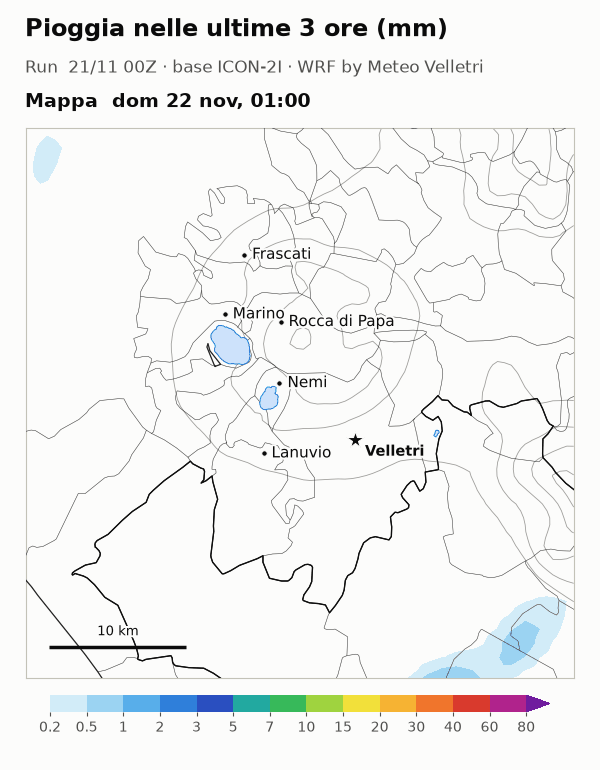 Pioggia nelle ultime 3 ore (mm)
Run  21/11 00Z · base ICON-2I · WRF by Meteo Velletri
Mappa  dom 22 nov, 01:00
Frascati
Marino
Rocca di Papa
Nemi
Velletri
Lanuvio
10 km
0.2 0.5 1 2 3 5 7 10 15 20 30 40 60 80